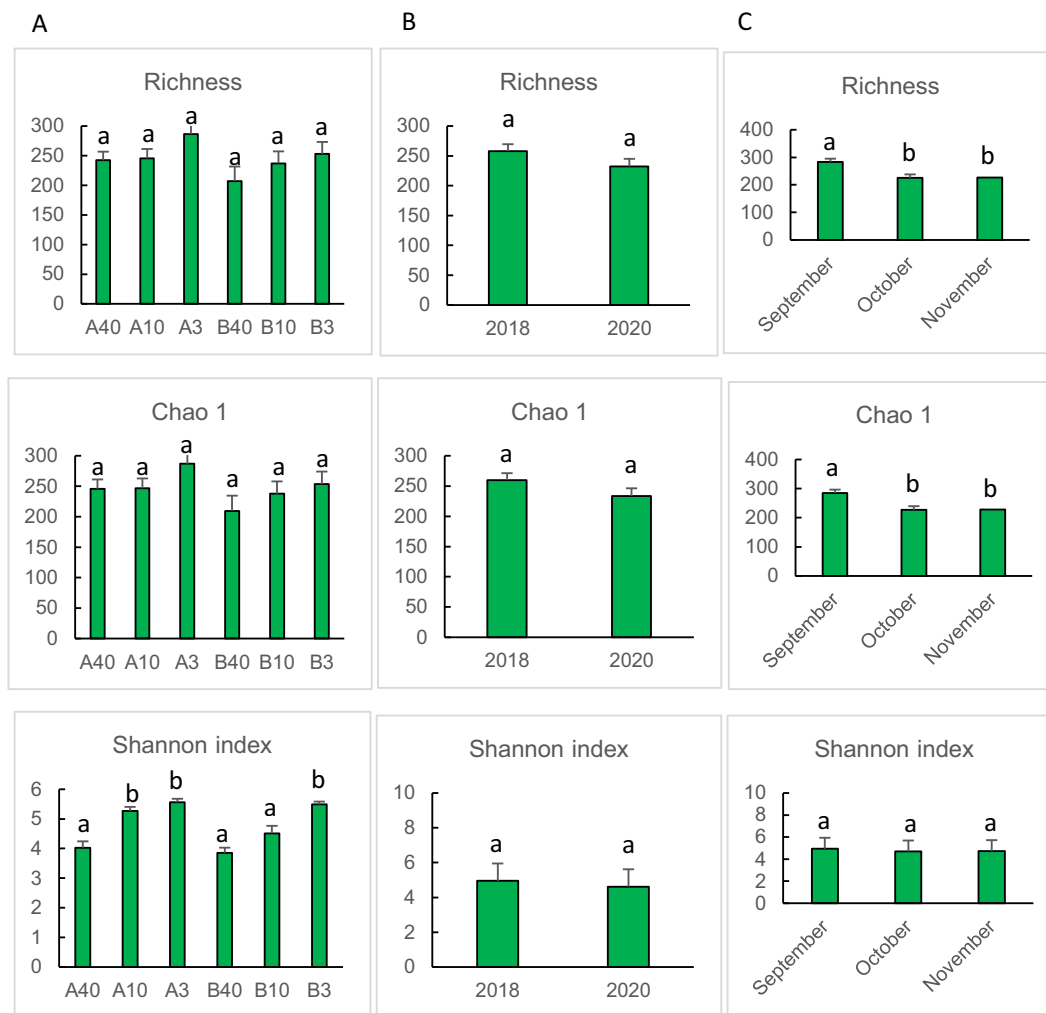 A
B
C
Richness
a a a a a a
300
250
200
150
100
50
0
A40 A10 A3 B40 B10 B3
Richness
a a
300
250
200
150
100
50
0
2018 2020
Richness
a b b
400
300
200
100
0
September October November
Chao 1
a a a a a a
300
250
200
150
100
50
0
A40 A10 A3 B40 B10 B3
Chao 1
a a
300
250
200
150
100
50
0
2018 2020
Chao 1
a b b
400
300
200
100
0
September October November
Shannon index
a b b a a b
6
5
4
3
2
1
0
A40 A10 A3 B40 B10 B3
Shannon index
a a
10
8
6
4
2
0
2018 2020
Shannon index
a a a
10
8
6
4
2
0
September October November